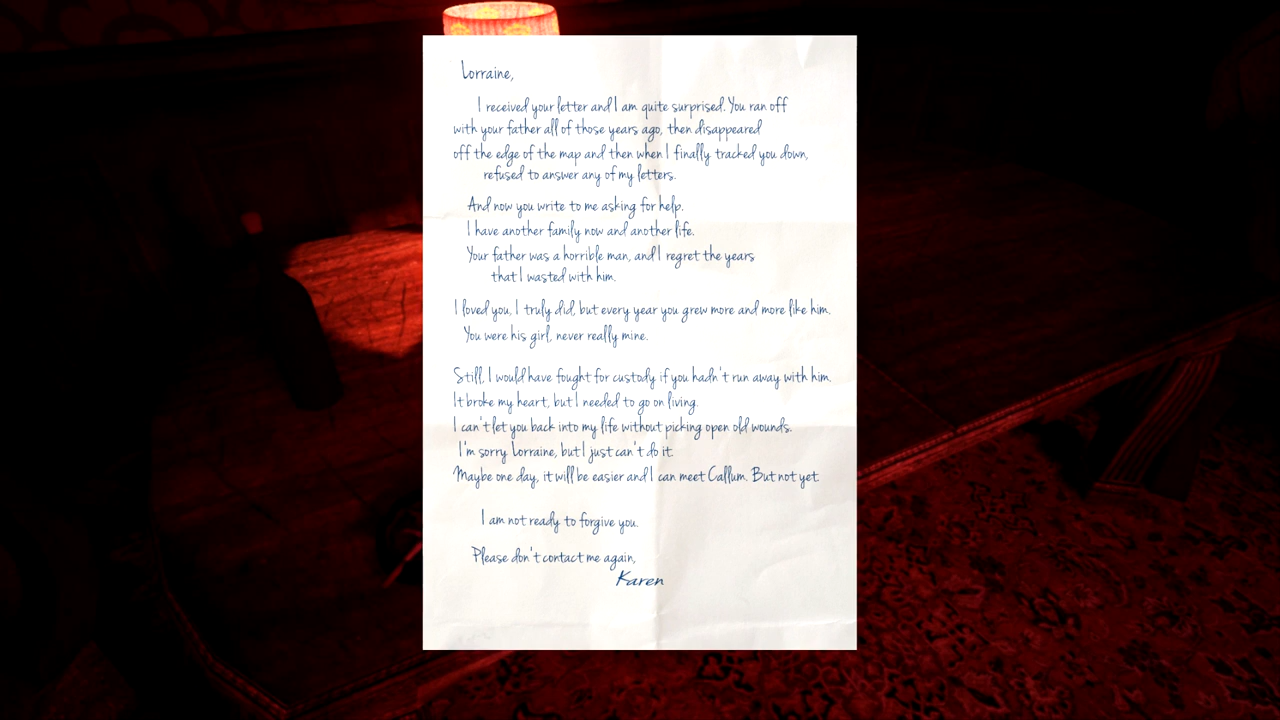 Lorraine,
I received your letter and I am quite surprised. You ran off
with your father all of those years ago, then disappeared
off the edge of the map and then when I finally tracked you down,
refused to answer any of my letters.
And now you write to me asking for help.
I have another family now and another life.
Your father was a horrible man, and I regret the years
that I wasted with him.
I loved you, I truly did, but every year you grew more and more like him.
You were his girl, never really mine.
Still, I would have fought for custody if you hadn't run away with him.
It broke my heart, but I needed to go on living.
I can't let you back into my life without picking open old wounds.
I'm sorry Lorraine, but I just can't do it.
Maybe one day, it will be easier and I can meet Callum. But not yet.
I am not ready to forgive you.
Please don't contact me again,
Karen